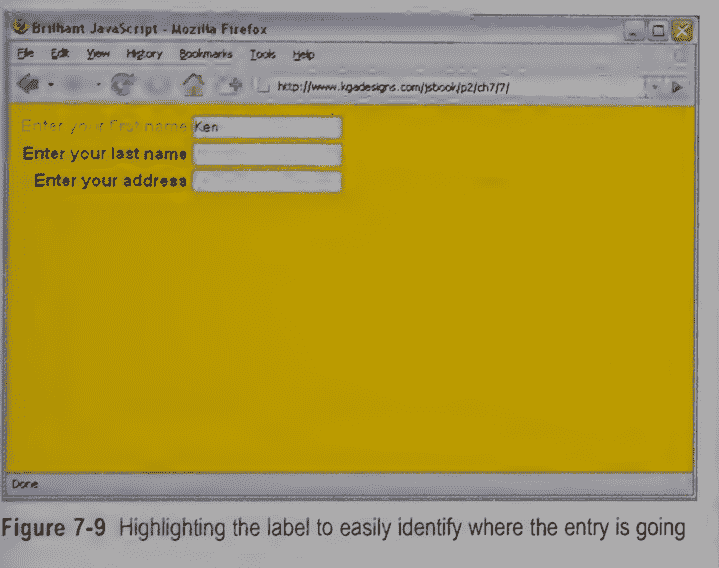 Brilliant JavaScript - Mozilla Firefox
File Edit View History Bookmarks Tools Help
http://www.kgadesigns.com/jsbook/p2/ch7/7/
Enter your first name Ken
Enter your last name
Enter your address
Done
Figure 7-9 Highlighting the label to easily identify where the entry is going